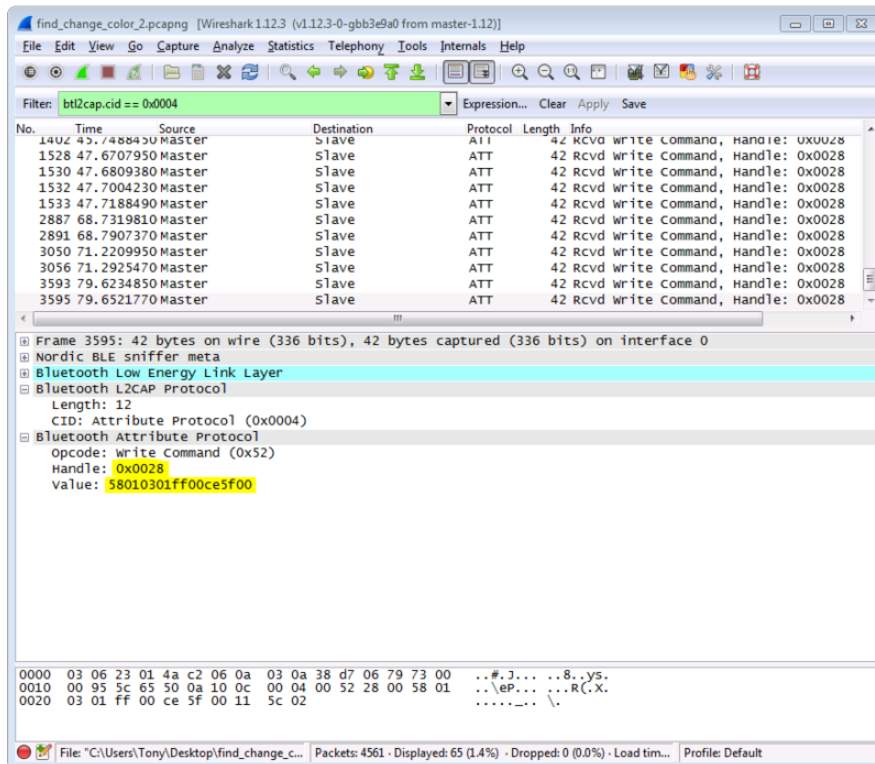 find_change_color_2.pcapng [Wireshark 1.12.3 (v1.12.3-0-gbb3e9a0 from master-1.12)]
File Edit View Go Capture Analyze Statistics Telephony Tools Internals Help
Filter: btl2cap.cid == 0x0004 Expression... Clear Apply Save
No. Time Source Destination Protocol Length Info
1402 45.7488450 Master Slave ATT 42 Rcvd Write Command, Handle: 0x0028
1528 47.6707950 Master Slave ATT 42 Rcvd Write Command, Handle: 0x0028
1530 47.6809380 Master Slave ATT 42 Rcvd Write Command, Handle: 0x0028
1532 47.7004230 Master Slave ATT 42 Rcvd Write Command, Handle: 0x0028
1533 47.7188490 Master Slave ATT 42 Rcvd Write Command, Handle: 0x0028
2887 68.7319810 Master Slave ATT 42 Rcvd Write Command, Handle: 0x0028
2891 68.7907370 Master Slave ATT 42 Rcvd Write Command, Handle: 0x0028
3050 71.2209950 Master Slave ATT 42 Rcvd Write Command, Handle: 0x0028
3056 71.2925470 Master Slave ATT 42 Rcvd Write Command, Handle: 0x0028
3593 79.6234850 Master Slave ATT 42 Rcvd Write Command, Handle: 0x0028
3595 79.6521770 Master Slave ATT 42 Rcvd Write Command, Handle: 0x0028
Frame 3595: 42 bytes on wire (336 bits), 42 bytes captured (336 bits) on interface 0
Nordic BLE sniffer meta
Bluetooth Low Energy Link Layer
Bluetooth L2CAP Protocol
Length: 12
CID: Attribute Protocol (0x0004)
Bluetooth Attribute Protocol
Opcode: Write Command (0x52)
Handle: 0x0028
Value: 58010301ff00ce5f00
0000 03 06 23 01 4a c2 06 0a 03 0a 38 d7 06 79 73 00 ..#.J... ..8..ys.
0010 00 95 5c 65 50 0a 10 0c 00 04 00 52 28 00 58 01 ..\eP... ...R(.X.
0020 03 01 ff 00 ce 5f 00 11 5c 02 ....._.. \.
File: "C:\Users\Tony\Desktop\find_change_c... Packets: 4561 · Displayed: 65 (1.4%) · Dropped: 0 (0.0%) · Load tim... Profile: Default